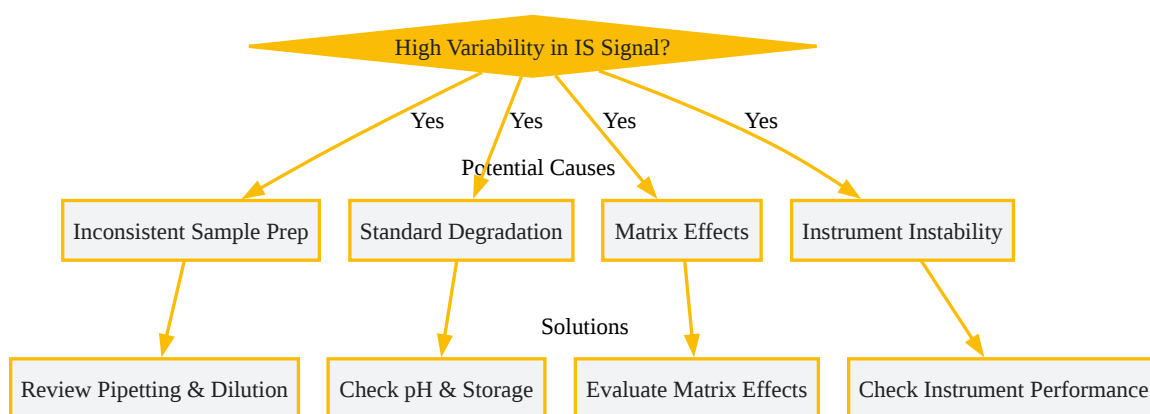 High Variability in IS Signal?
Yes
Yes
Yes
Yes
Potential Causes
Inconsistent Sample Prep
Standard Degradation
Matrix Effects
Instrument Instability
Solutions
Review Pipetting & Dilution
Check pH & Storage
Evaluate Matrix Effects
Check Instrument Performance